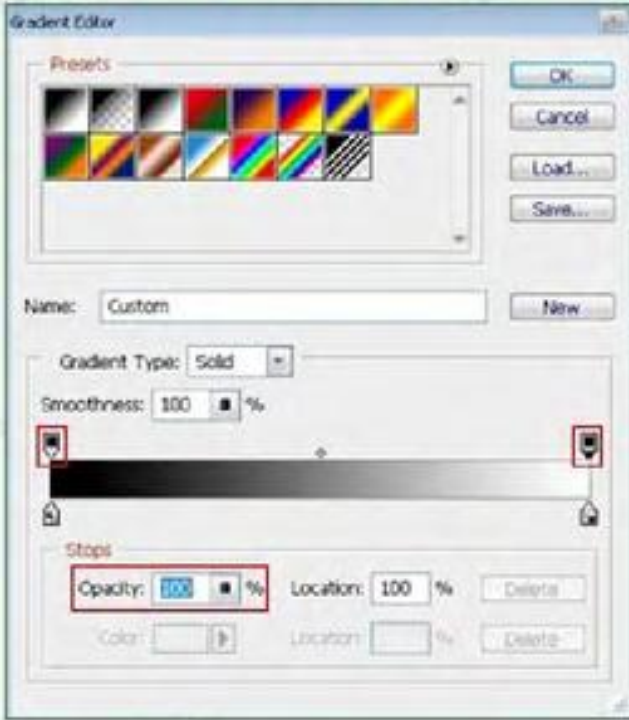 Gradient Editor
Presets
OK
Cancel
Load...
Save...
Name: Custom
New
Gradient Type: Solid
Smoothness: 100 %
Stops
Opacity: 100 % Location: 100 % Delete
Color: Location: % Delete